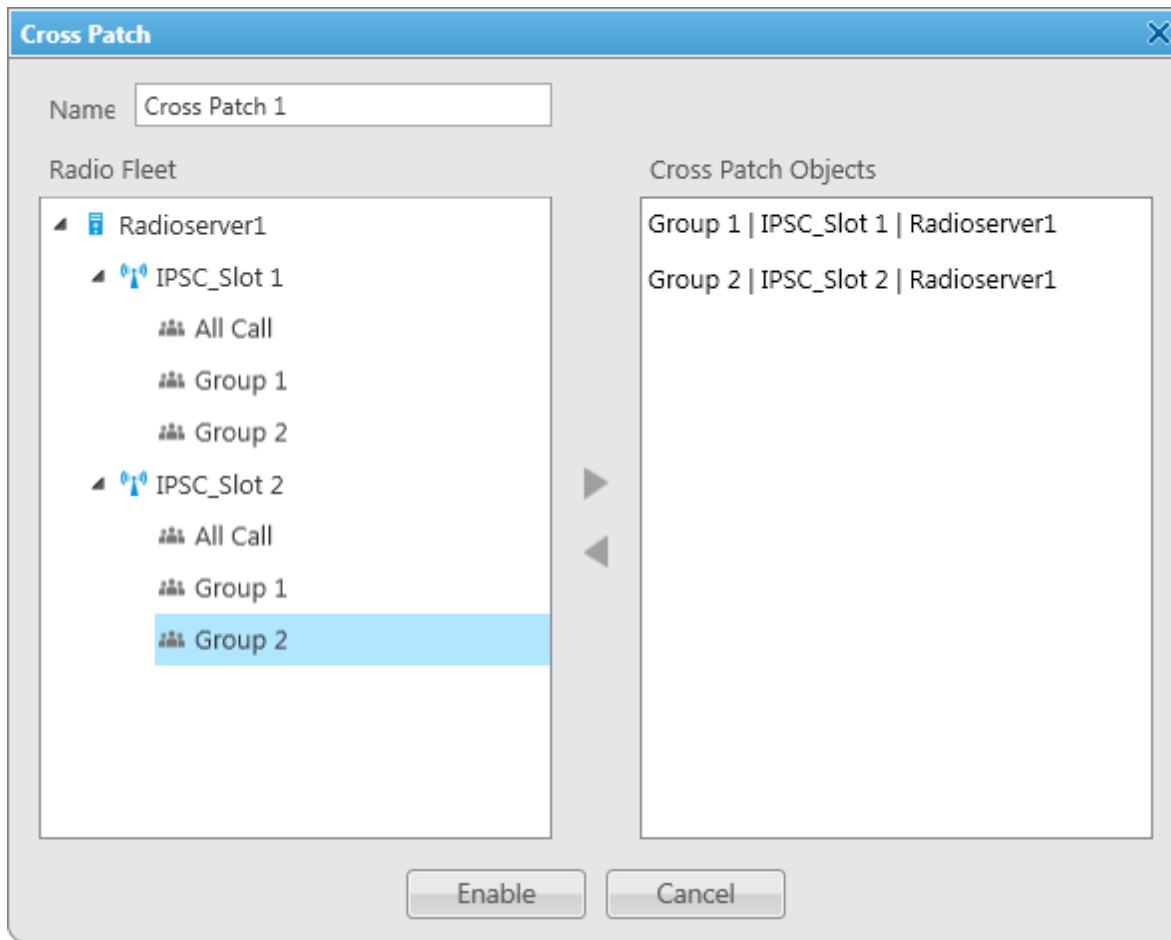 Cross Patch
Name Cross Patch 1
Radio Fleet
Radioserver1
IPSC_Slot 1
All Call
Group 1
Group 2
IPSC_Slot 2
All Call
Group 1
Group 2
Cross Patch Objects
Group 1 | IPSC_Slot 1 | Radioserver1
Group 2 | IPSC_Slot 2 | Radioserver1
Enable
Cancel